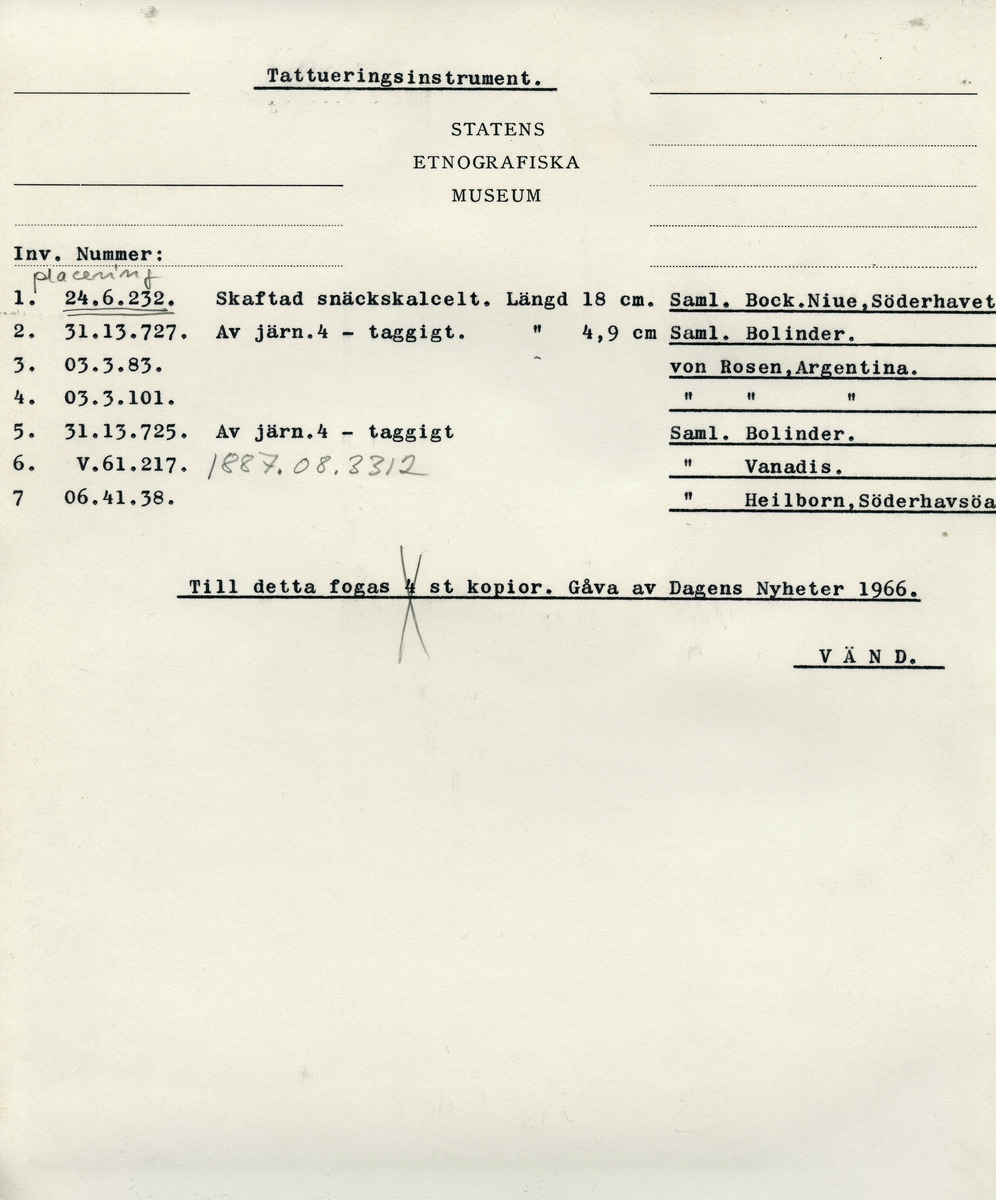 Tattueringsinstrument.
STATENS
ETNOGRAFISKA
MUSEUM
Inv. Nummer:
placering
1. 24.6.232. Skaftad snäckskalcelt. Längd 18 cm. Saml. Bock.Niue,Söderhavet
2. 31.13.727. Av järn.4 - taggigt. " 4,9 cm Saml. Bolinder.
3. 03.3.83. von Rosen,Argentina.
4. 03.3.101. " " "
5. 31.13.725. Av järn.4 - taggigt Saml. Bolinder.
6. V.61.217. 1887.08.3312 " Vanadis.
7 06.41.38. " Heilborn,Söderhavsöa
Till detta fogas 4 st kopior. Gåva av Dagens Nyheter 1966.
V Ä N D.